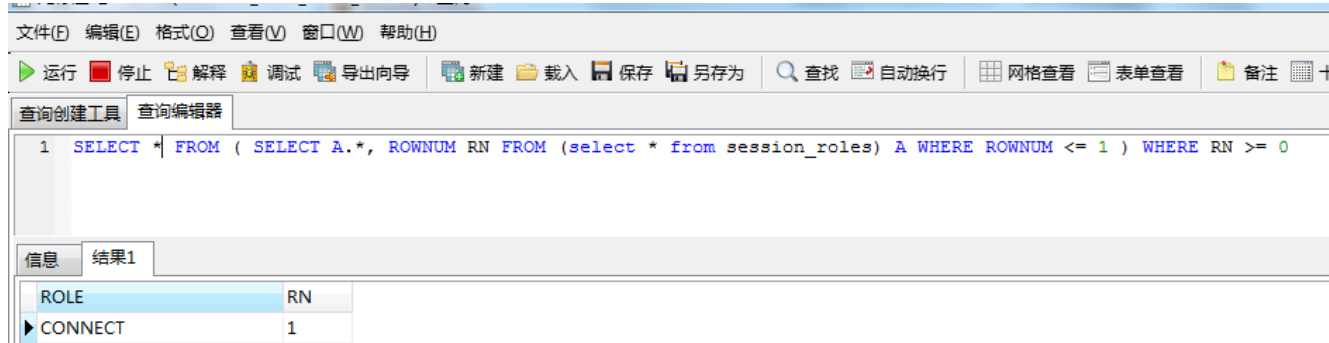 文件(F) 编辑(E) 格式(O) 查看(V) 窗口(W) 帮助(H)
运行 停止 解释 调试 导出向导 新建 载入 保存 另存为 查找 自动换行 网格查看 表单查看 备注
查询创建工具 查询编辑器
1 SELECT * FROM ( SELECT A.*, ROWNUM RN FROM (select * from session_roles) A WHERE ROWNUM <= 1 ) WHERE RN >= 0
信息 结果1
ROLE RN
CONNECT 1